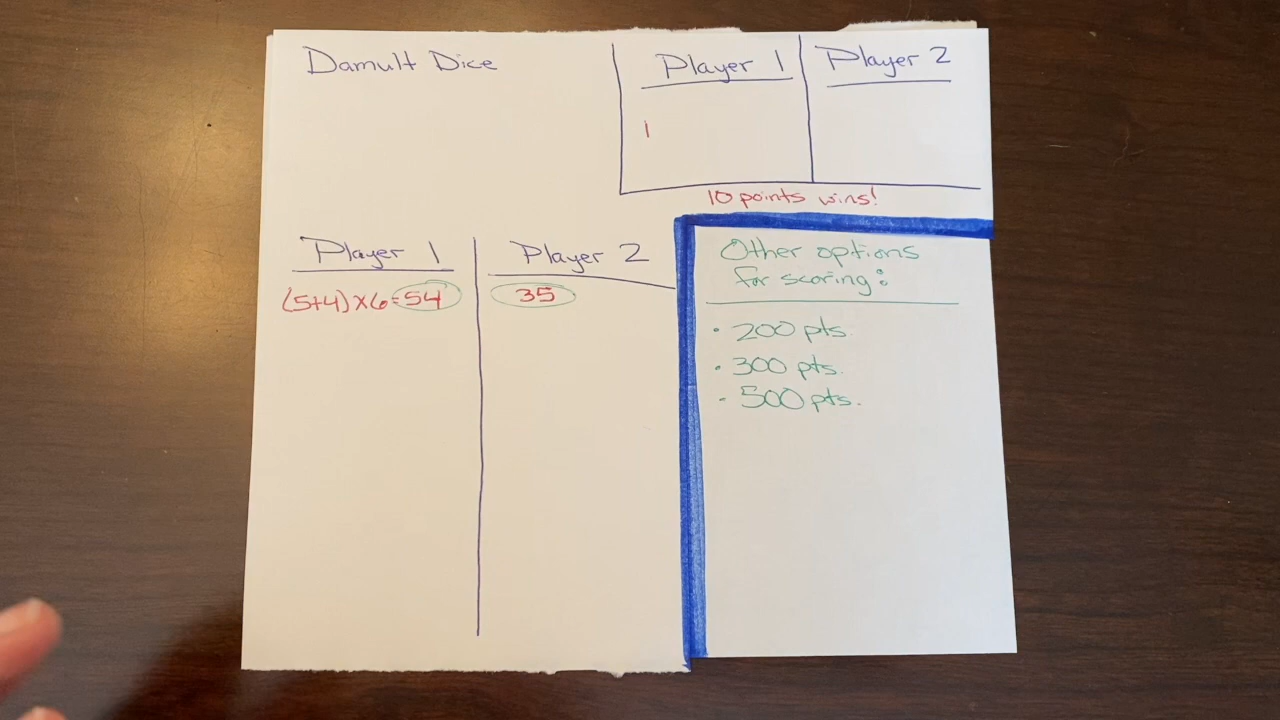 Damult Dice
Player 1
Player 2
1
10 points wins!
Player 1
Player 2
(5+4)x6=54
35
Other options
for scoring:
• 200 pts.
• 300 pts.
• 500 pts.